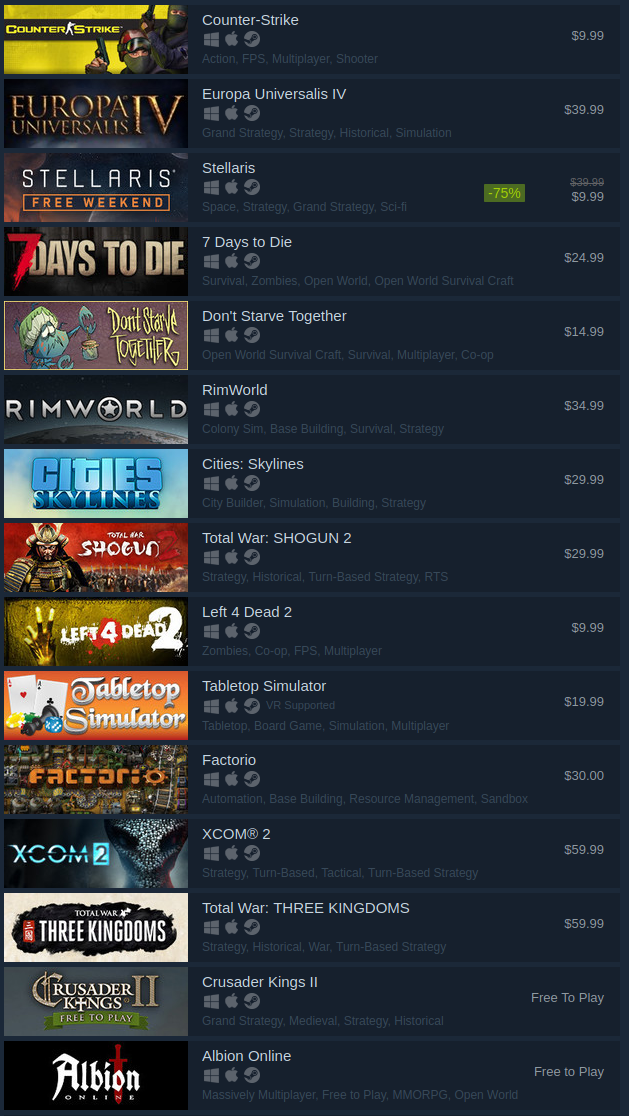 COUNTER STRIKE
Counter-Strike
$9.99
Action, FPS, Multiplayer, Shooter
EUROPA
UNIVERSALIS IV
Europa Universalis IV
$39.99
Grand Strategy, Strategy, Historical, Simulation
STELLARIS
FREE WEEKEND
Stellaris
-75%
$39.99
$9.99
Space, Strategy, Grand Strategy, Sci-fi
7 DAYS TO DIE
7 Days to Die
$24.99
Survival, Zombies, Open World, Open World Survival Craft
Don't Starve
TOGETHER
Don't Starve Together
$14.99
Open World Survival Craft, Survival, Multiplayer, Co-op
RIMWORLD
RimWorld
$34.99
Colony Sim, Base Building, Survival, Strategy
CITIES
SKYLINES
Cities: Skylines
$29.99
City Builder, Simulation, Building, Strategy
TOTAL WAR
SHOGUN 2
Total War: SHOGUN 2
$29.99
Strategy, Historical, Turn-Based Strategy, RTS
LEFT 4 DEAD 2
Left 4 Dead 2
$9.99
Zombies, Co-op, FPS, Multiplayer
Tabletop
Simulator
Tabletop Simulator
VR Supported
$19.99
Tabletop, Board Game, Simulation, Multiplayer
FACTORIO
Factorio
$30.00
Automation, Base Building, Resource Management, Sandbox
XCOM 2
XCOM® 2
$59.99
Strategy, Turn-Based, Tactical, Turn-Based Strategy
TOTAL WAR
THREE KINGDOMS
Total War: THREE KINGDOMS
$59.99
Strategy, Historical, War, Turn-Based Strategy
CRUSADER
KINGS II
FREE TO PLAY
Crusader Kings II
Free To Play
Grand Strategy, Medieval, Strategy, Historical
Albion
ONLINE
Albion Online
Free to Play
Massively Multiplayer, Free to Play, MMORPG, Open World